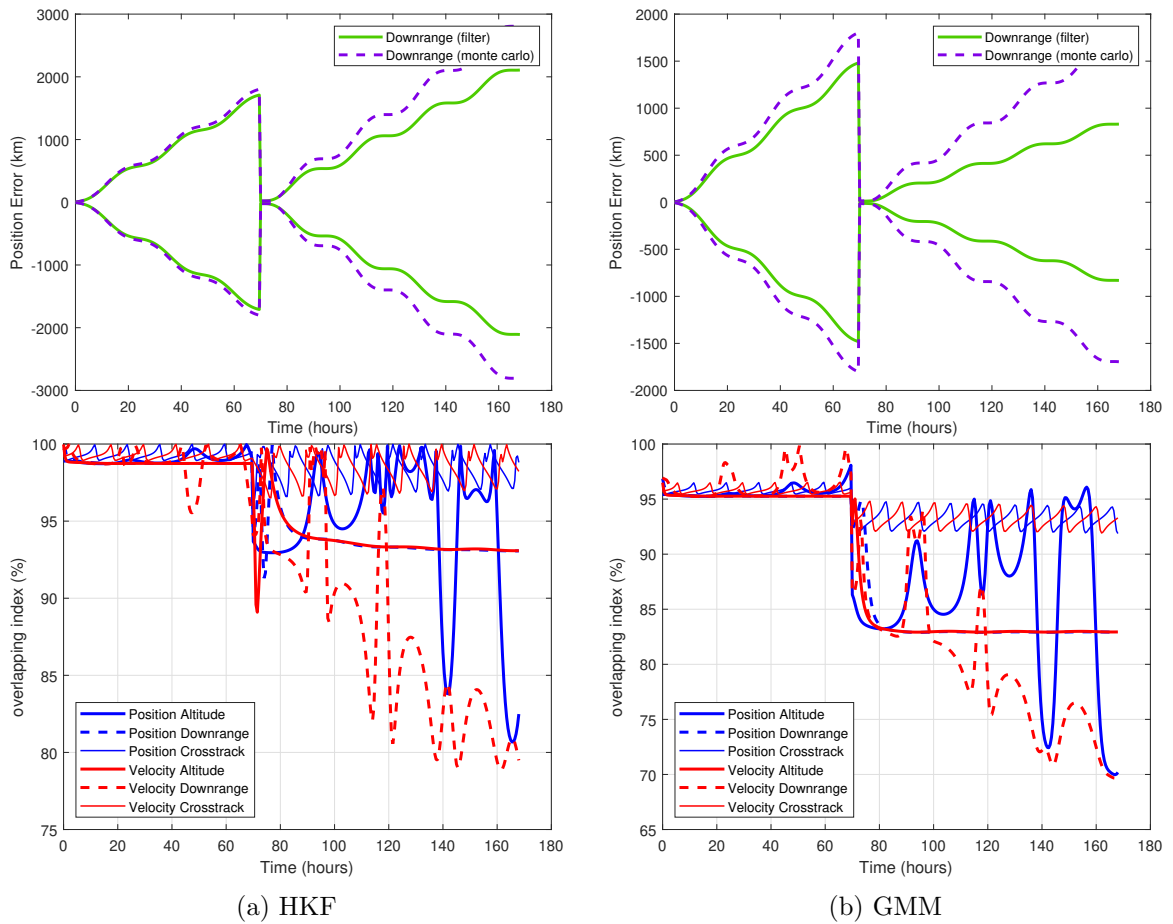 3000
2000
1000
0
-1000
-2000
-3000
Position Error (km)
Downrange (filter)
Downrange (monte carlo)
0 20 40 60 80 100 120 140 160 180
Time (hours)
2000
1500
1000
500
0
-500
-1000
-1500
-2000
Position Error (km)
Downrange (filter)
Downrange (monte carlo)
0 20 40 60 80 100 120 140 160 180
Time (hours)
100
95
90
85
80
75
overlapping index (%)
Position Altitude
Position Downrange
Position Crosstrack
Velocity Altitude
Velocity Downrange
Velocity Crosstrack
0 20 40 60 80 100 120 140 160 180
Time (hours)
(a) HKF
100
95
90
85
80
75
70
65
overlapping index (%)
Position Altitude
Position Downrange
Position Crosstrack
Velocity Altitude
Velocity Downrange
Velocity Crosstrack
0 20 40 60 80 100 120 140 160 180
Time (hours)
(b) GMM